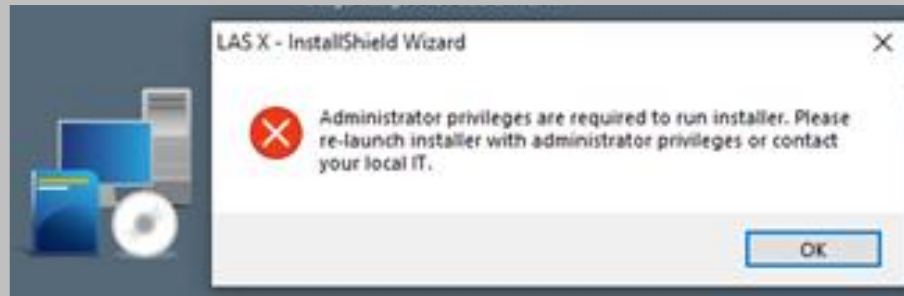 LAS X - InstallShield Wizard
Administrator privileges are required to run installer. Please
re-launch installer with administrator privileges or contact
your local IT.
OK